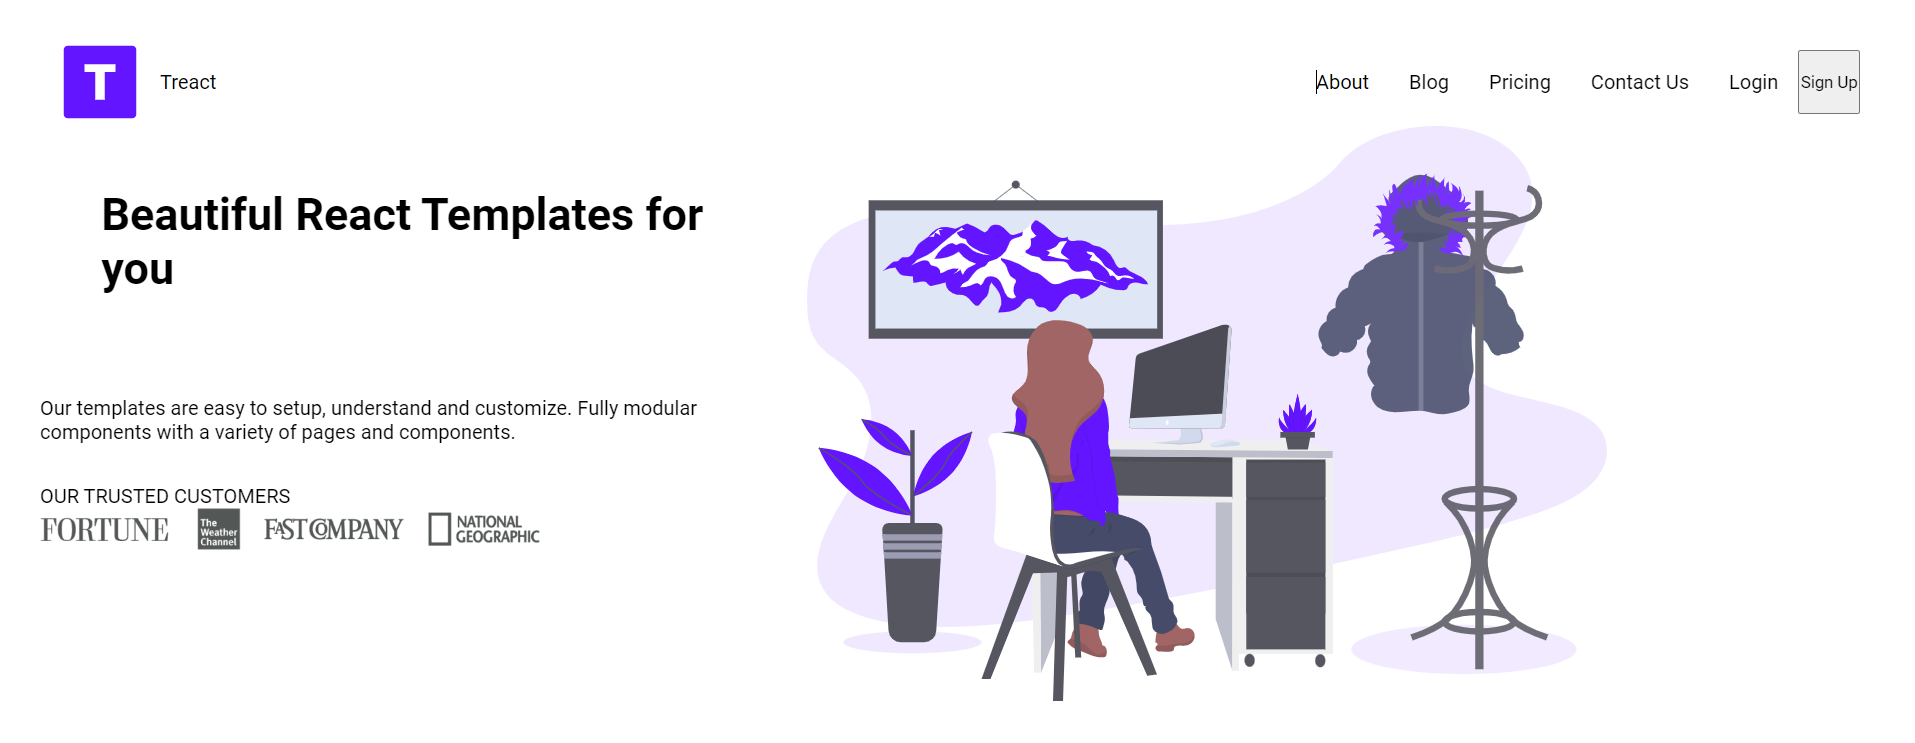 T
Treact
About Blog Pricing Contact Us Login Sign Up
Beautiful React Templates for
you
Our templates are easy to setup, understand and customize. Fully modular
components with a variety of pages and components.
OUR TRUSTED CUSTOMERS
FORTUNE
The
Weather
Channel
FAST COMPANY
NATIONAL
GEOGRAPHIC